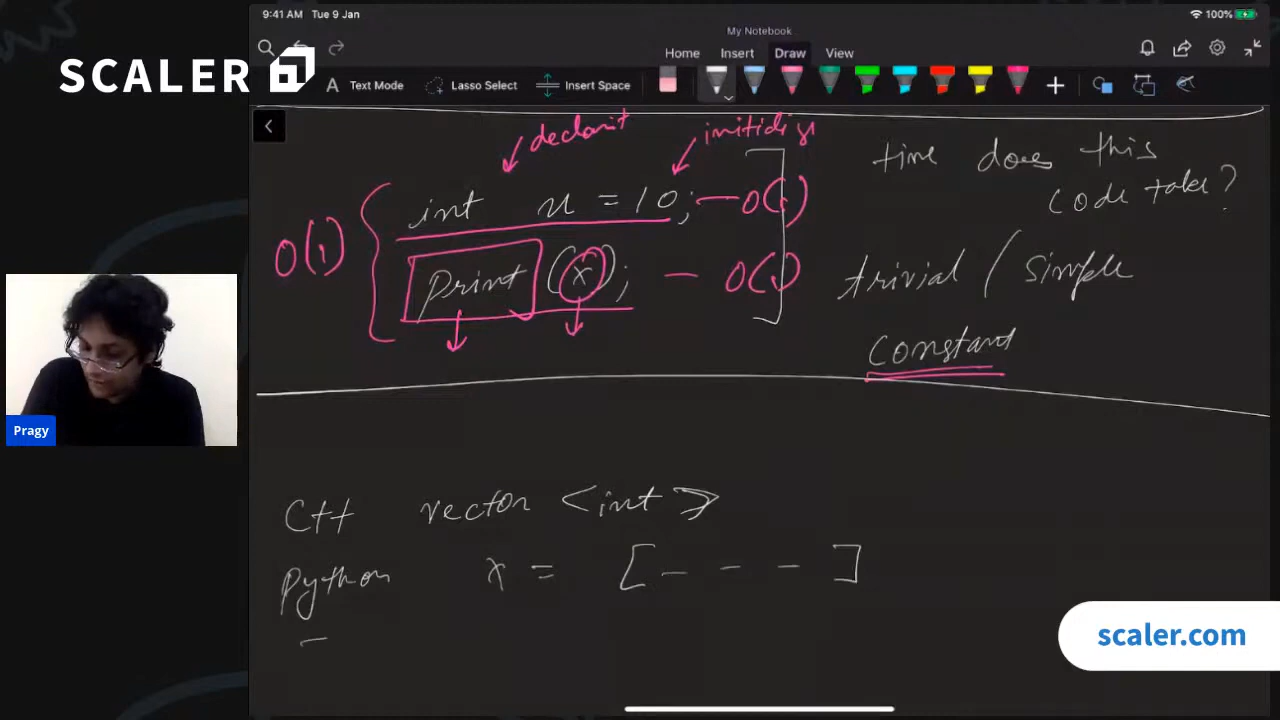 9:41 AM Tue 9 Jan
100%
My Notebook
Home Insert Draw View
SCALER
Text Mode Lasso Select Insert Space
declarit initidise
time does this
code take?
int x = 10; — O(1)
O(1)
print (x); — O(1)
trivial / simple
Constant
Pragy
C++ vector <int>
Python x = [ - - - ]
scaler.com